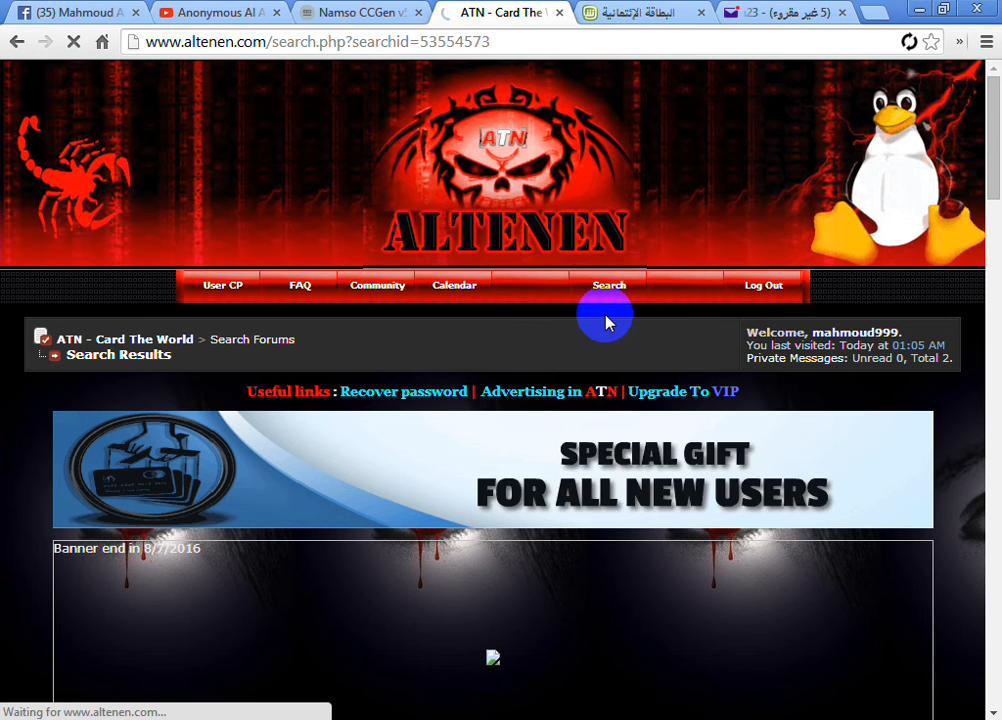 (35) Mahmoud A
Anonymous Al A
Namso CCGen v5
ATN - Card The W
البطاقة الإئتمانية
(5 غير مقروء) - 23
www.altenen.com/search.php?searchid=53554573
ATN
ALTENEN
User CP FAQ Community Calendar Search Log Out
ATN - Card The World > Search Forums
Search Results
Welcome, mahmoud999.
You last visited: Today at 01:05 AM
Private Messages: Unread 0, Total 2.
Useful links : Recover password | Advertising in ATN | Upgrade To VIP
SPECIAL GIFT
FOR ALL NEW USERS
Banner end in 8/7/2016
Waiting for www.altenen.com...